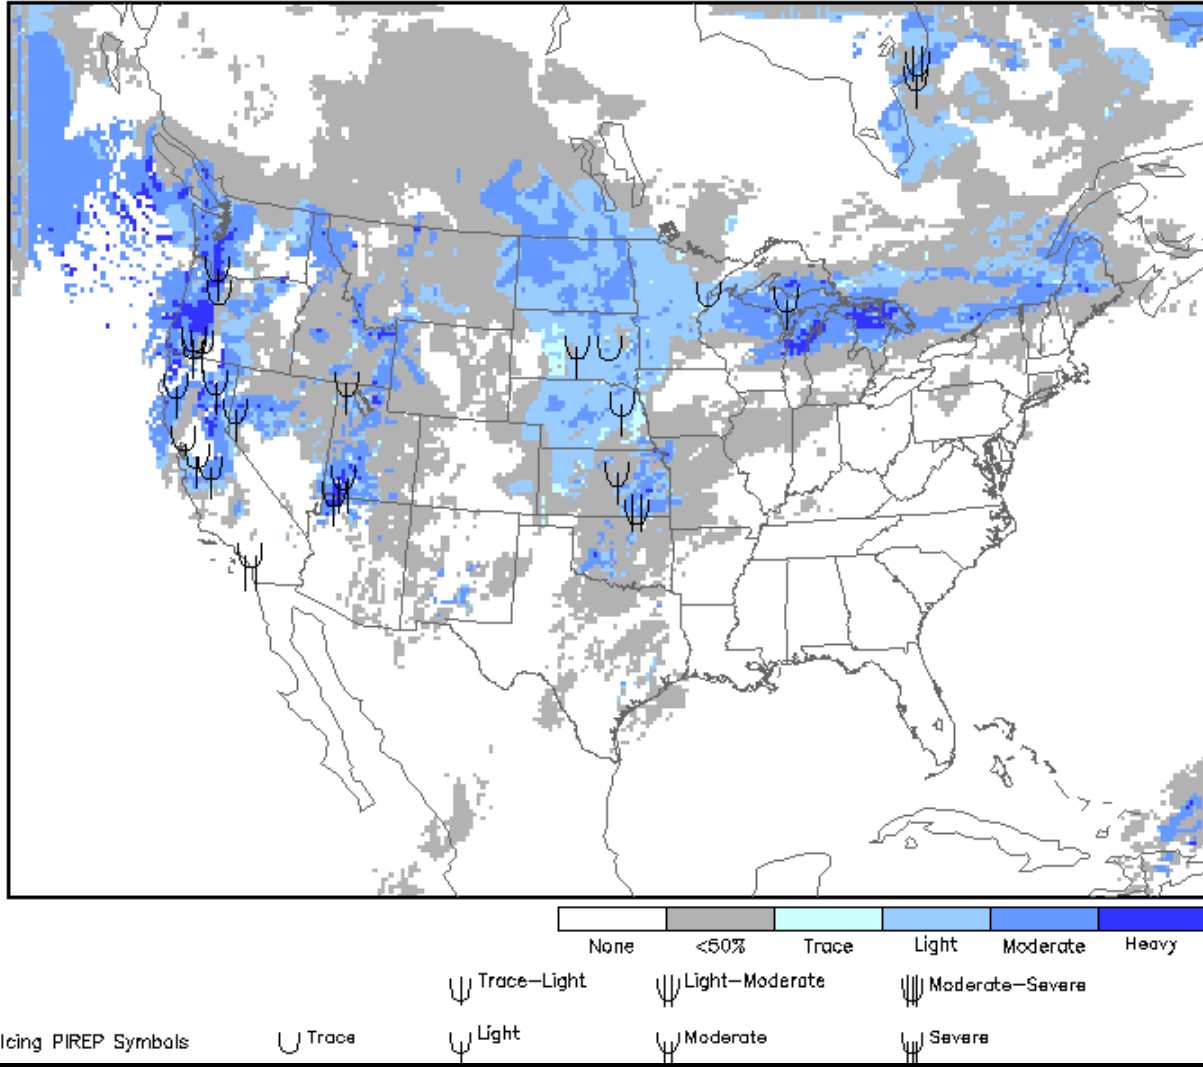 None <50% Trace Light Moderate Heavy
Trace-Light Light-Moderate Moderate-Severe
Icing PIREP Symbols Trace Light Moderate Severe